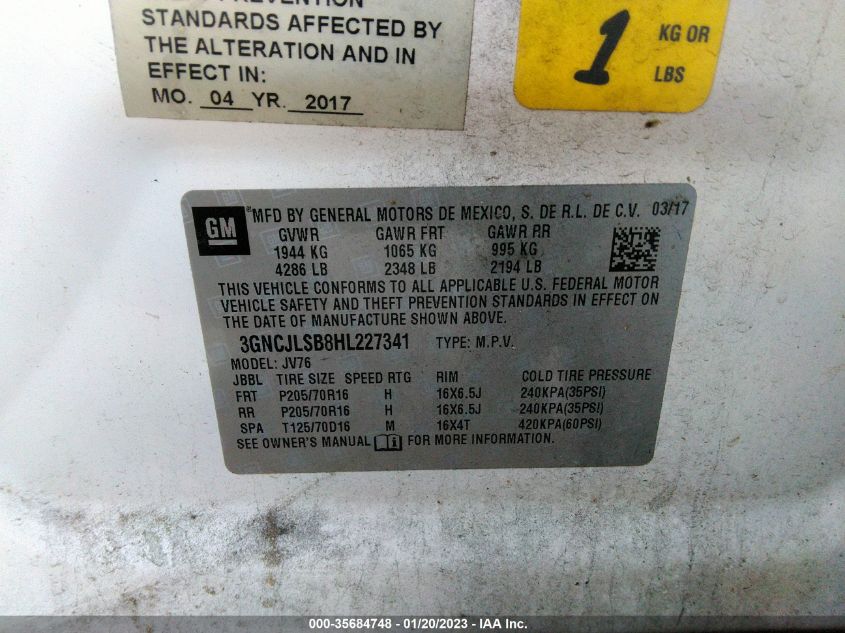 PREVENTION
STANDARDS AFFECTED BY
THE ALTERATION AND IN
EFFECT IN:
MO. 04 YR. 2017
1 KG OR
LBS
GM MFD BY GENERAL MOTORS DE MEXICO, S. DE R.L. DE C.V. 03/17
GVWR GAWR FRT GAWR RR
1944 KG 1065 KG 995 KG
4286 LB 2348 LB 2194 LB
THIS VEHICLE CONFORMS TO ALL APPLICABLE U.S. FEDERAL MOTOR
VEHICLE SAFETY AND THEFT PREVENTION STANDARDS IN EFFECT ON
THE DATE OF MANUFACTURE SHOWN ABOVE.
3GNCJLSB8HL227341 TYPE: M.P.V.
MODEL: JV76
JBBL TIRE SIZE SPEED RTG RIM COLD TIRE PRESSURE
FRT P205/70R16 H 16X6.5J 240KPA(35PSI)
RR P205/70R16 H 16X6.5J 240KPA(35PSI)
SPA T125/70D16 M 16X4T 420KPA(60PSI)
SEE OWNER'S MANUAL FOR MORE INFORMATION.
000-35684748 - 01/20/2023 - IAA Inc.